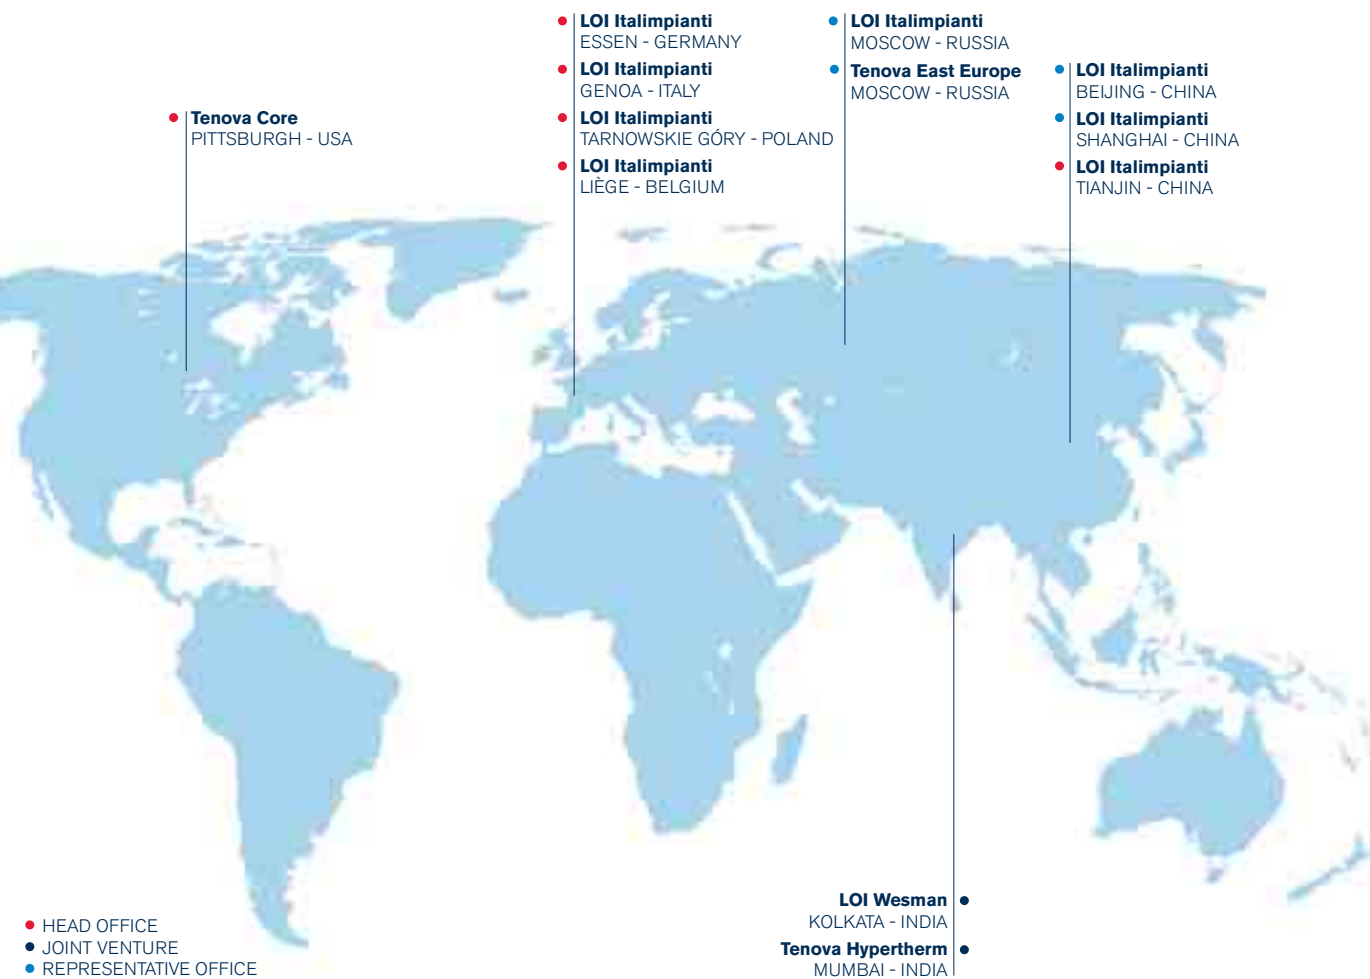 Tenova Core
PITTSBURGH - USA
LOI Italimpianti
ESSEN - GERMANY
LOI Italimpianti
GENOA - ITALY
LOI Italimpianti
TARNOWSKIE GÓRY - POLAND
LOI Italimpianti
LIÈGE - BELGIUM
LOI Italimpianti
MOSCOW - RUSSIA
Tenova East Europe
MOSCOW - RUSSIA
LOI Italimpianti
BEIJING - CHINA
LOI Italimpianti
SHANGHAI - CHINA
LOI Italimpianti
TIANJIN - CHINA
LOI Wesman
KOLKATA - INDIA
Tenova Hypertherm
MUMBAI - INDIA
HEAD OFFICE
JOINT VENTURE
REPRESENTATIVE OFFICE